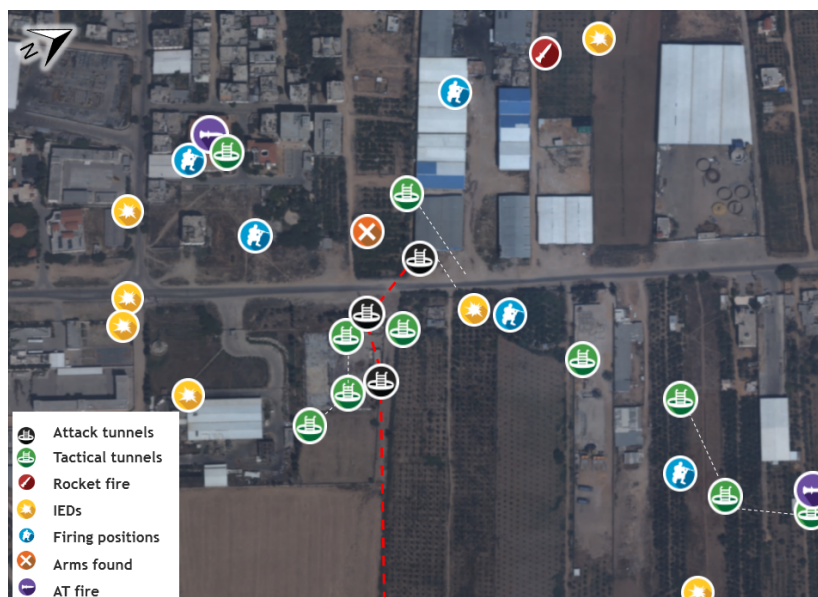 N
Attack tunnels
Tactical tunnels
Rocket fire
IEDs
Firing positions
Arms found
AT fire